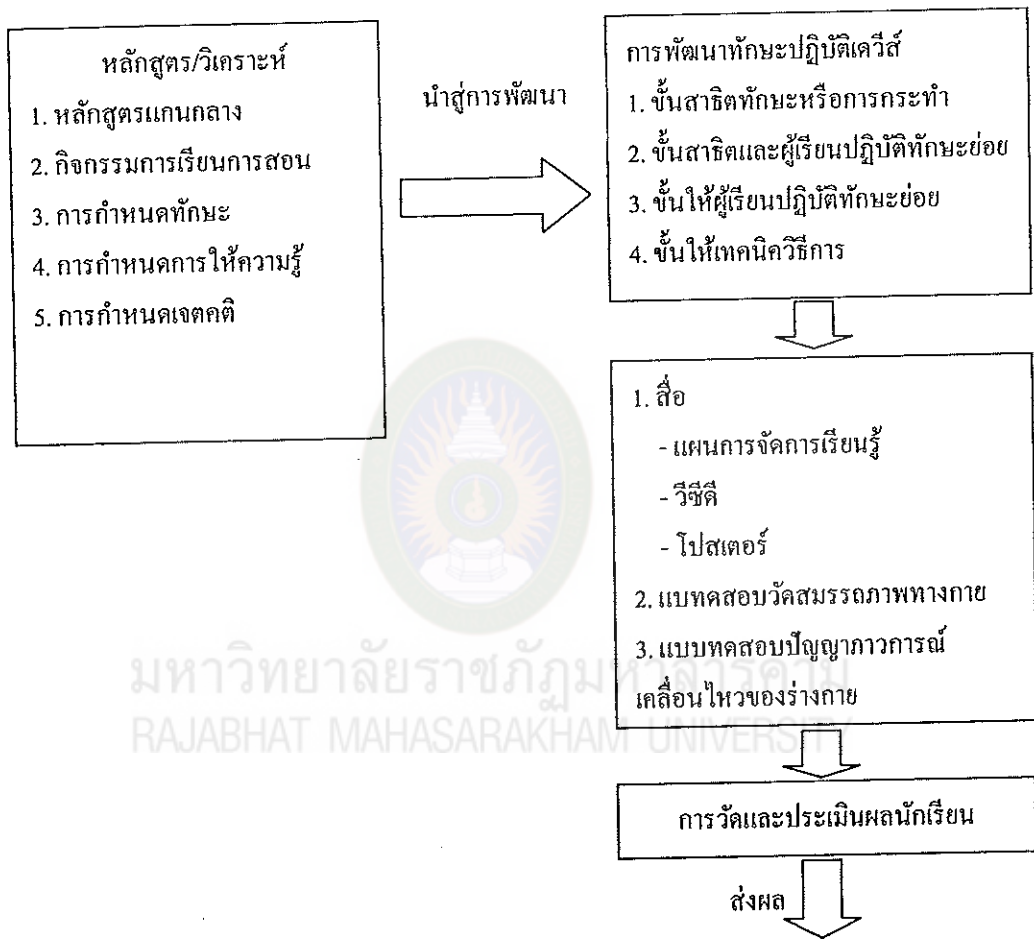 หลักสูตร/วิเคราะห์
1. หลักสูตรแกนกลาง
2. กิจกรรมการเรียนการสอน
3. การกำหนดทักษะ
4. การกำหนดการให้ความรู้
5. การกำหนดเจตคติ
นำสู่การพัฒนา
การพัฒนาทักษะปฏิบัติเดวีส์
1. ขั้นสาธิตทักษะหรือการกระทำ
2. ขั้นสาธิตและผู้เรียนปฏิบัติทักษะย่อย
3. ขั้นให้ผู้เรียนปฏิบัติทักษะย่อย
4. ขั้นให้เทคนิควิธีการ
1. สื่อ
- แผนการจัดการเรียนรู้
- วีซีดี
- โปสเตอร์
2. แบทดสอบวัดสมรรถภาพทางกาย
3. แบบทดสอบปัญญาภาวการณ์
เคลื่อนไหวของร่างกาย
มหาวิทยาลัยราชภัฏมหาสารคาม
RAJABHAT MAHASARAKHAM UNIVERSITY
การวัดและประเมินผลนักเรียน
ส่งผล